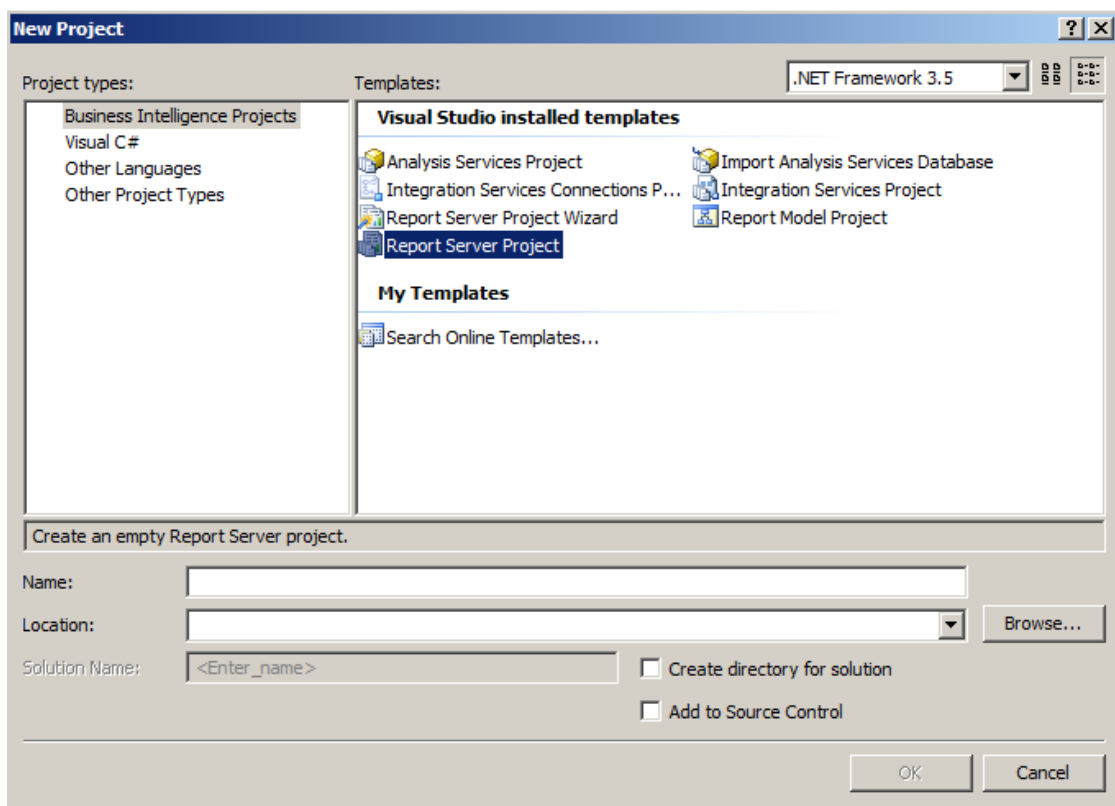 New Project
Project types:
Templates:
.NET Framework 3.5
Business Intelligence Projects
Visual C#
Other Languages
Other Project Types
Visual Studio installed templates
Analysis Services Project
Import Analysis Services Database
Integration Services Connections P...
Integration Services Project
Report Server Project Wizard
Report Model Project
Report Server Project
My Templates
Search Online Templates...
Create an empty Report Server project.
Name:
Location:
Browse...
Solution Name:
<Enter_name>
Create directory for solution
Add to Source Control
OK
Cancel